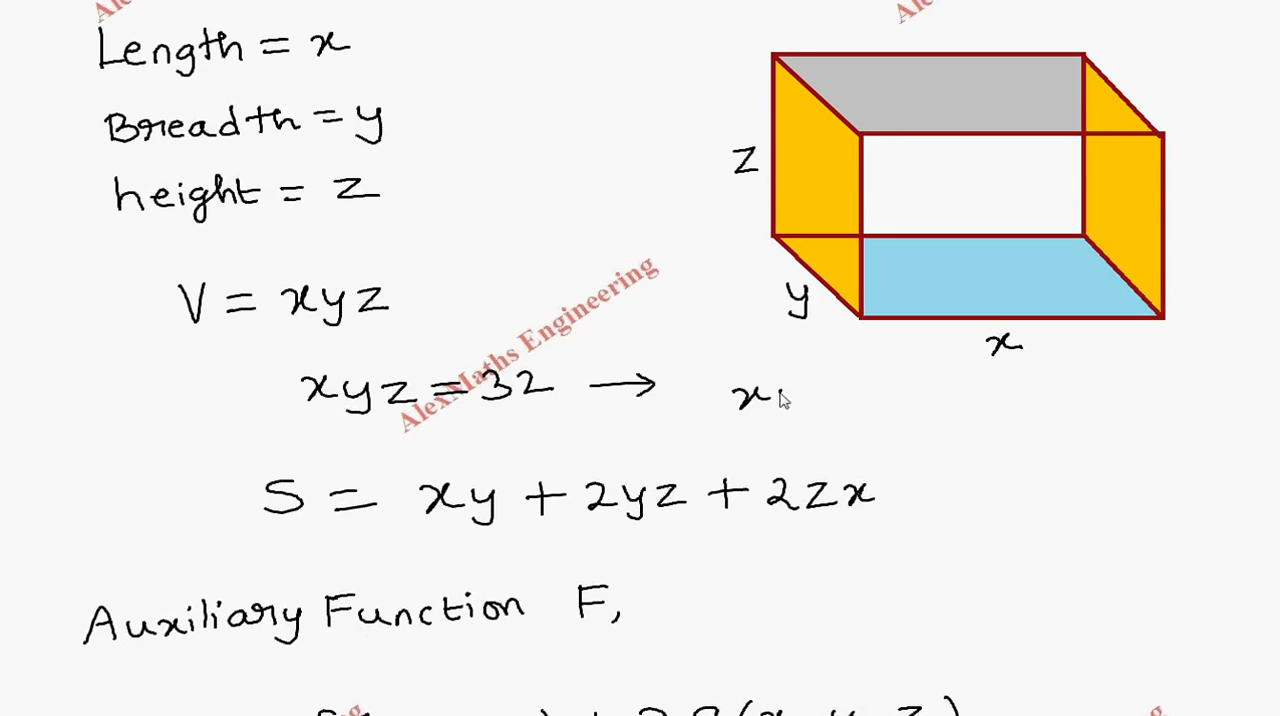 Length = x
Breadth = y
height = z
z
V = xyz
y
x
xyz = 32 → x
AlexMaths Engineering
S = xy + 2yz + 2zx
Auxiliary Function F,